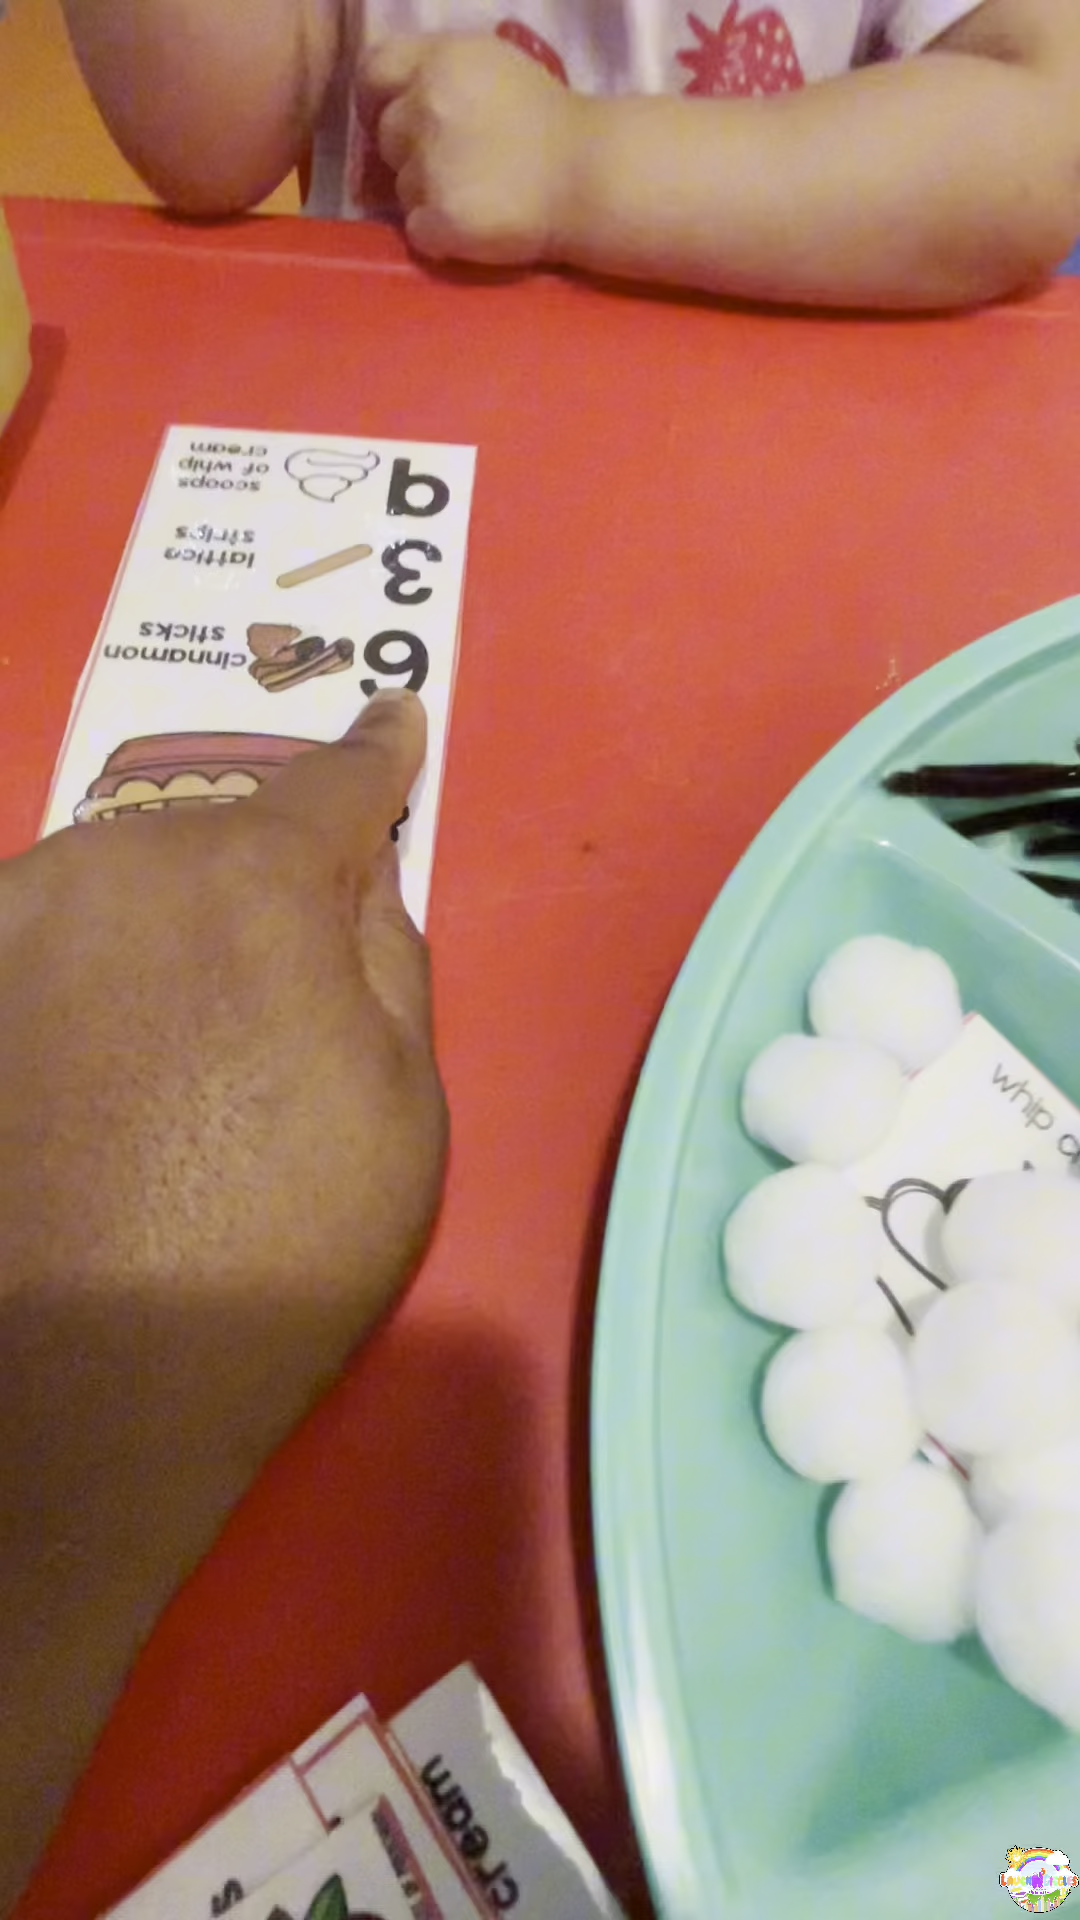 6 cinnamon
sticks
3 lattice
strips
9 scoops
of whip
cream
whip
cream